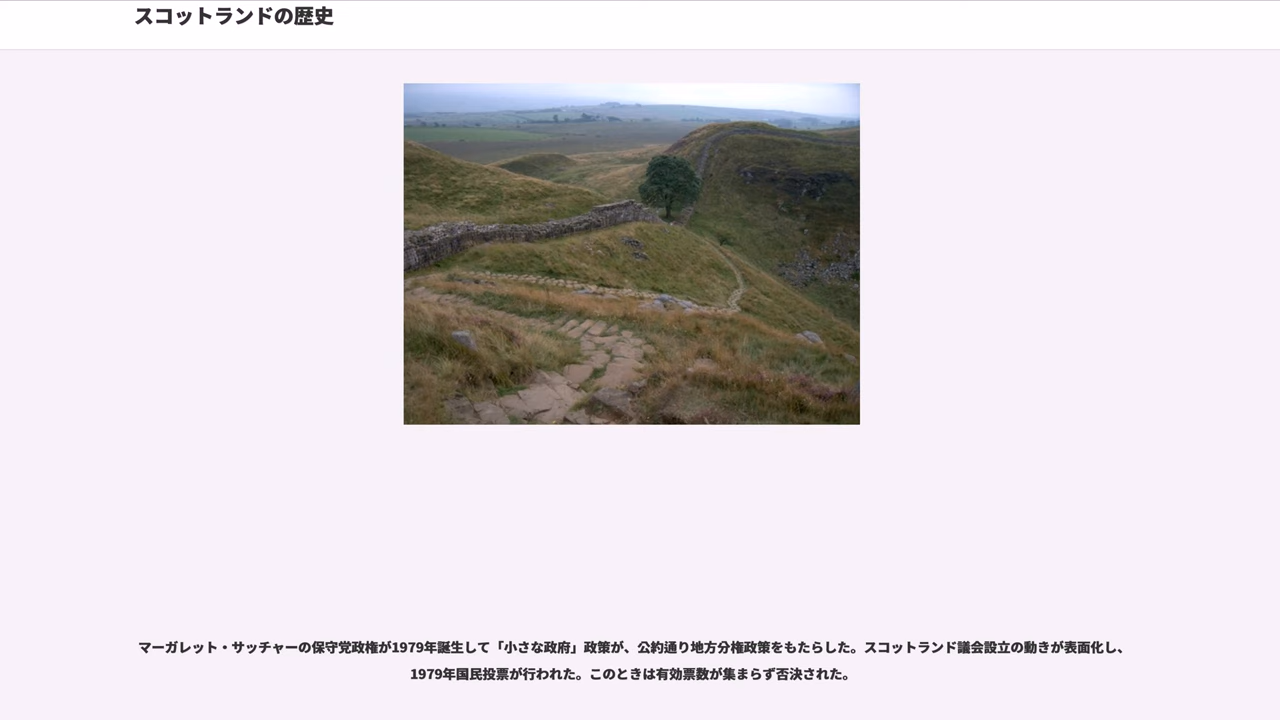 スコットランドの歴史
マーガレット・サッチャーの保守党政権が1979年誕生して「小さな政府」政策が、公約通り地方分権政策をもたらした。スコットランド議会設立の動きが表面化し、
1979年国民投票が行われた。このときは有効票数が集まらず否決された。